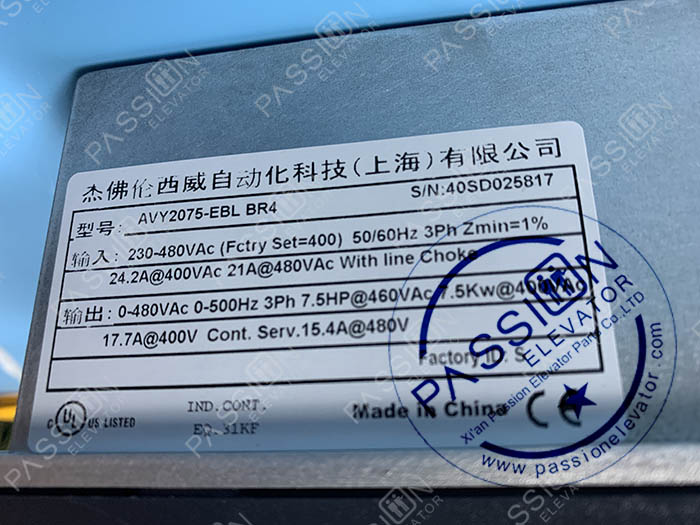 杰佛伦西威自动化科技(上海)有限公司
型号: AVY2075-EBL BR4 S/N:40SD025817
输入: 230-480VAc (Fctry Set=400) 50/60Hz 3Ph Zmin=1%
24.2A@400VAc 21A@480VAc With line Choke
输出: 0-480VAc 0-500Hz 3Ph 7.5HP@460VAc 7.5Kw@400VAc
17.7A@400V Cont. Serv.15.4A@480V
Factory ID. S
C UL US LISTED
IND.CONT.
EQ.31KF
Made in China CE
PASSION
ELEVATOR
Xi'an Passion Elevator Parts Co.,LTD
www.passionelevator.com